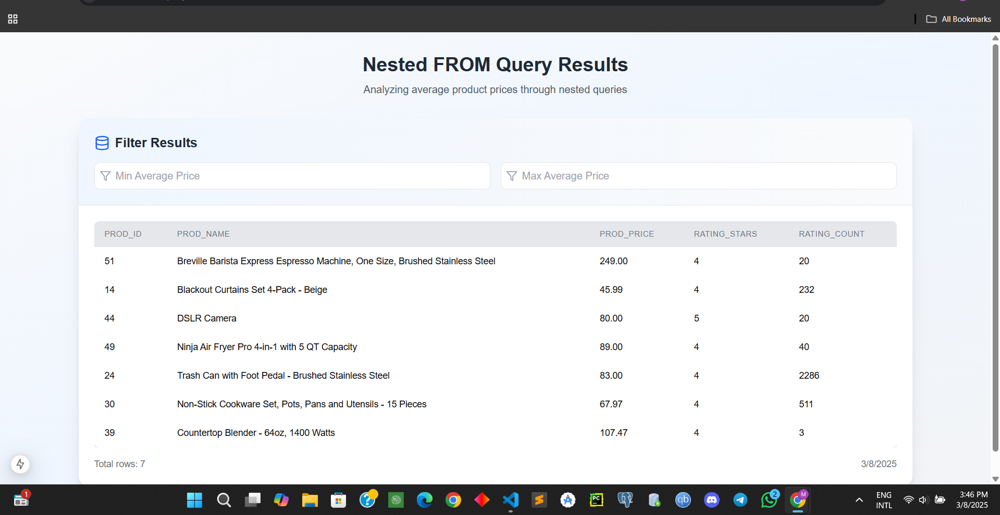 All Bookmarks
Nested FROM Query Results
Analyzing average product prices through nested queries
Filter Results
Min Average Price
Max Average Price
PROD_ID PROD_NAME PROD_PRICE RATING_STARS RATING_COUNT
51 Breville Barista Express Espresso Machine, One Size, Brushed Stainless Steel 249.00 4 20
14 Blackout Curtains Set 4-Pack - Beige 45.99 4 232
44 DSLR Camera 80.00 5 20
49 Ninja Air Fryer Pro 4-in-1 with 5 QT Capacity 89.00 4 40
24 Trash Can with Foot Pedal - Brushed Stainless Steel 83.00 4 2286
30 Non-Stick Cookware Set, Pots, Pans and Utensils - 15 Pieces 67.97 4 511
39 Countertop Blender - 64oz, 1400 Watts 107.47 4 3
Total rows: 7 3/8/2025
1
PC
qb
2
M
ENG
INTL
3:46 PM
3/8/2025